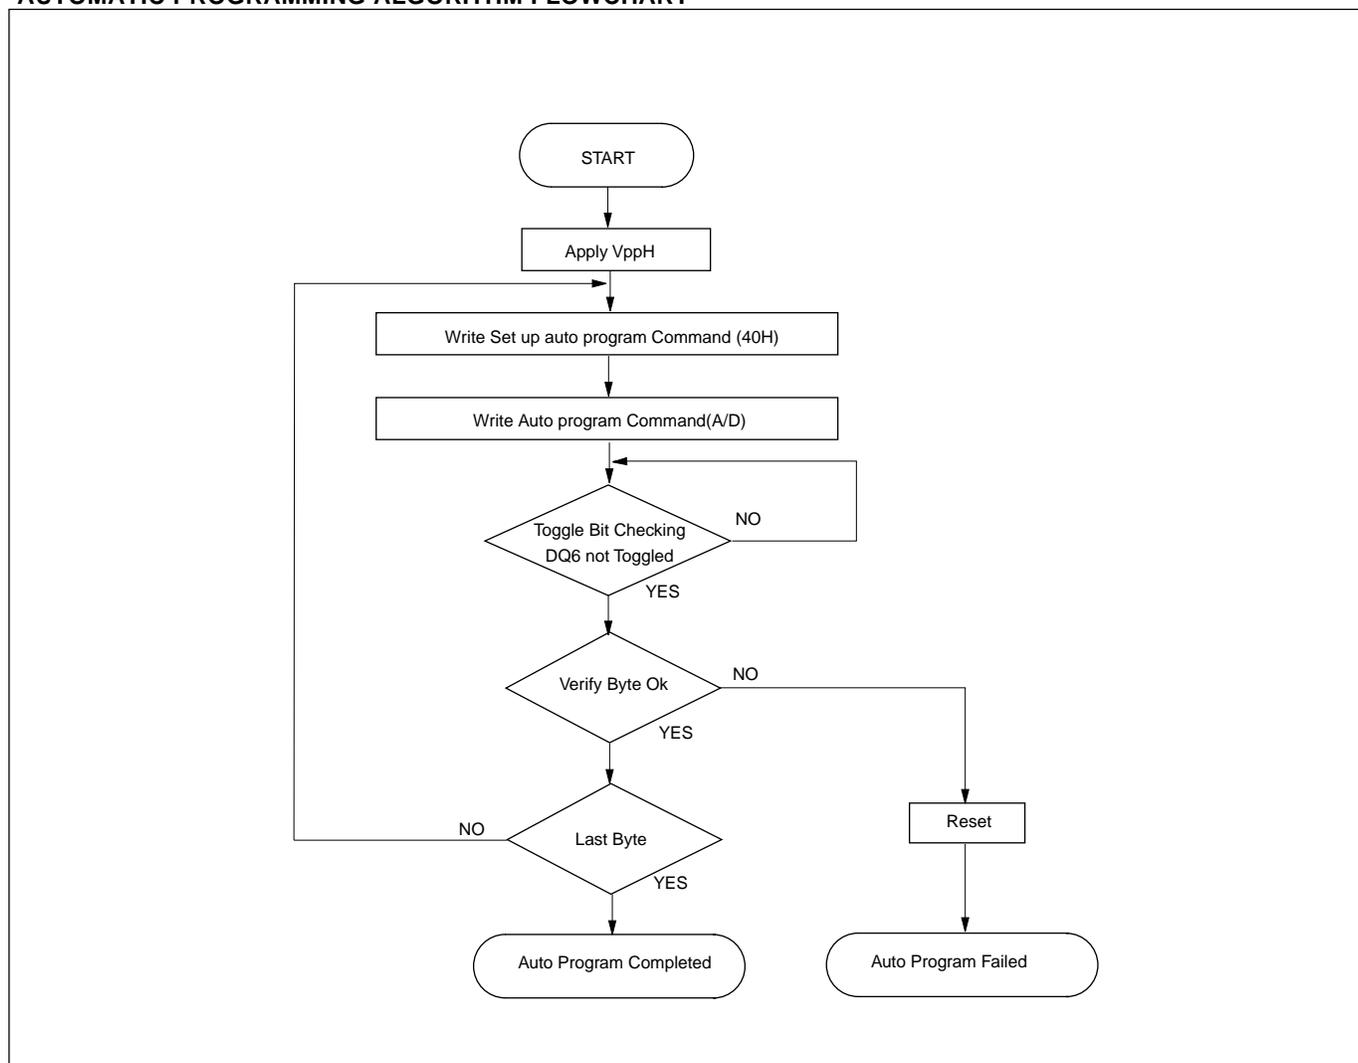 AUTOMATIC PROGRAMMING ALGORITHM FLOWCHART
START
Apply VppH
Write Set up auto program Command (40H)
Write Auto program Command(A/D)
Toggle Bit Checking
DQ6 not Toggled
NO
YES
Verify Byte Ok
NO
YES
Reset
NO
Last Byte
YES
Auto Program Completed
Auto Program Failed